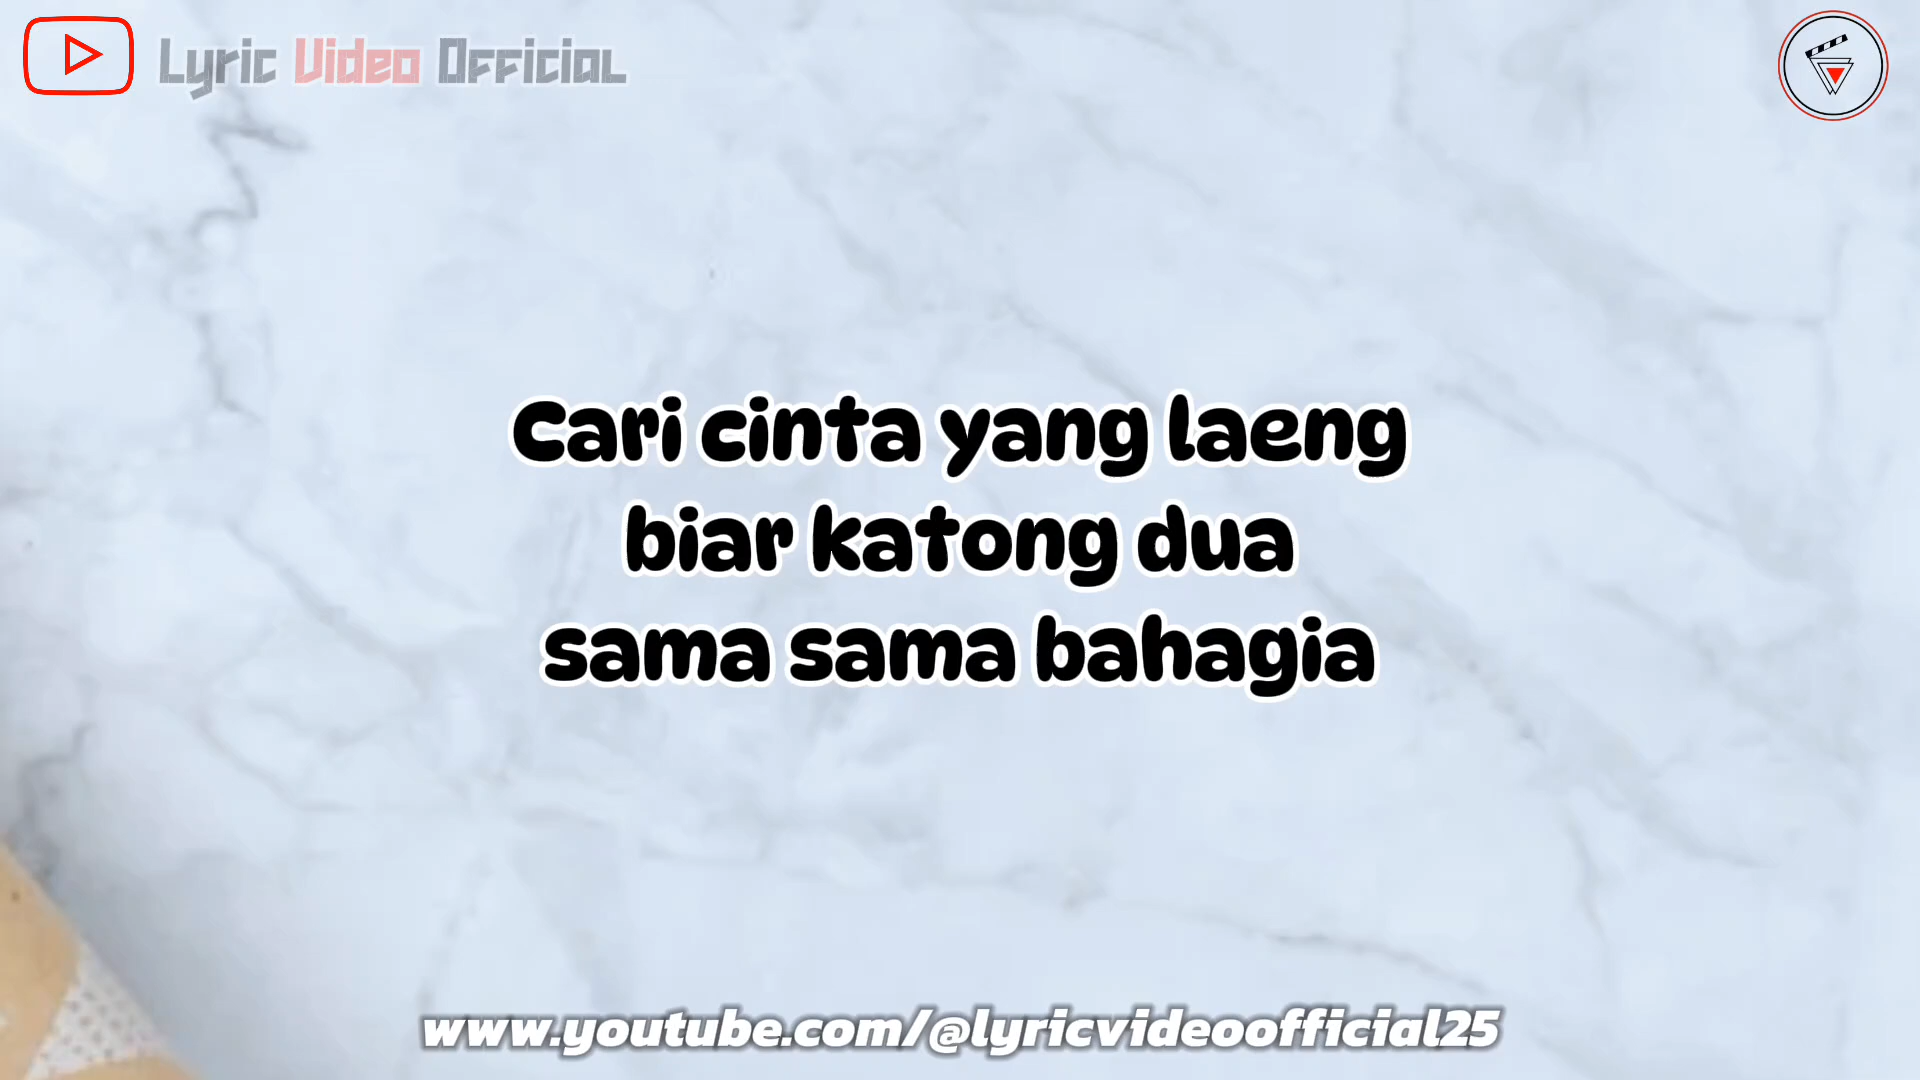 Lyric Video Official
Cari cinta yang laeng
biar katong dua
sama sama bahagia
www.youtube.com/@lyricvideoofficial25